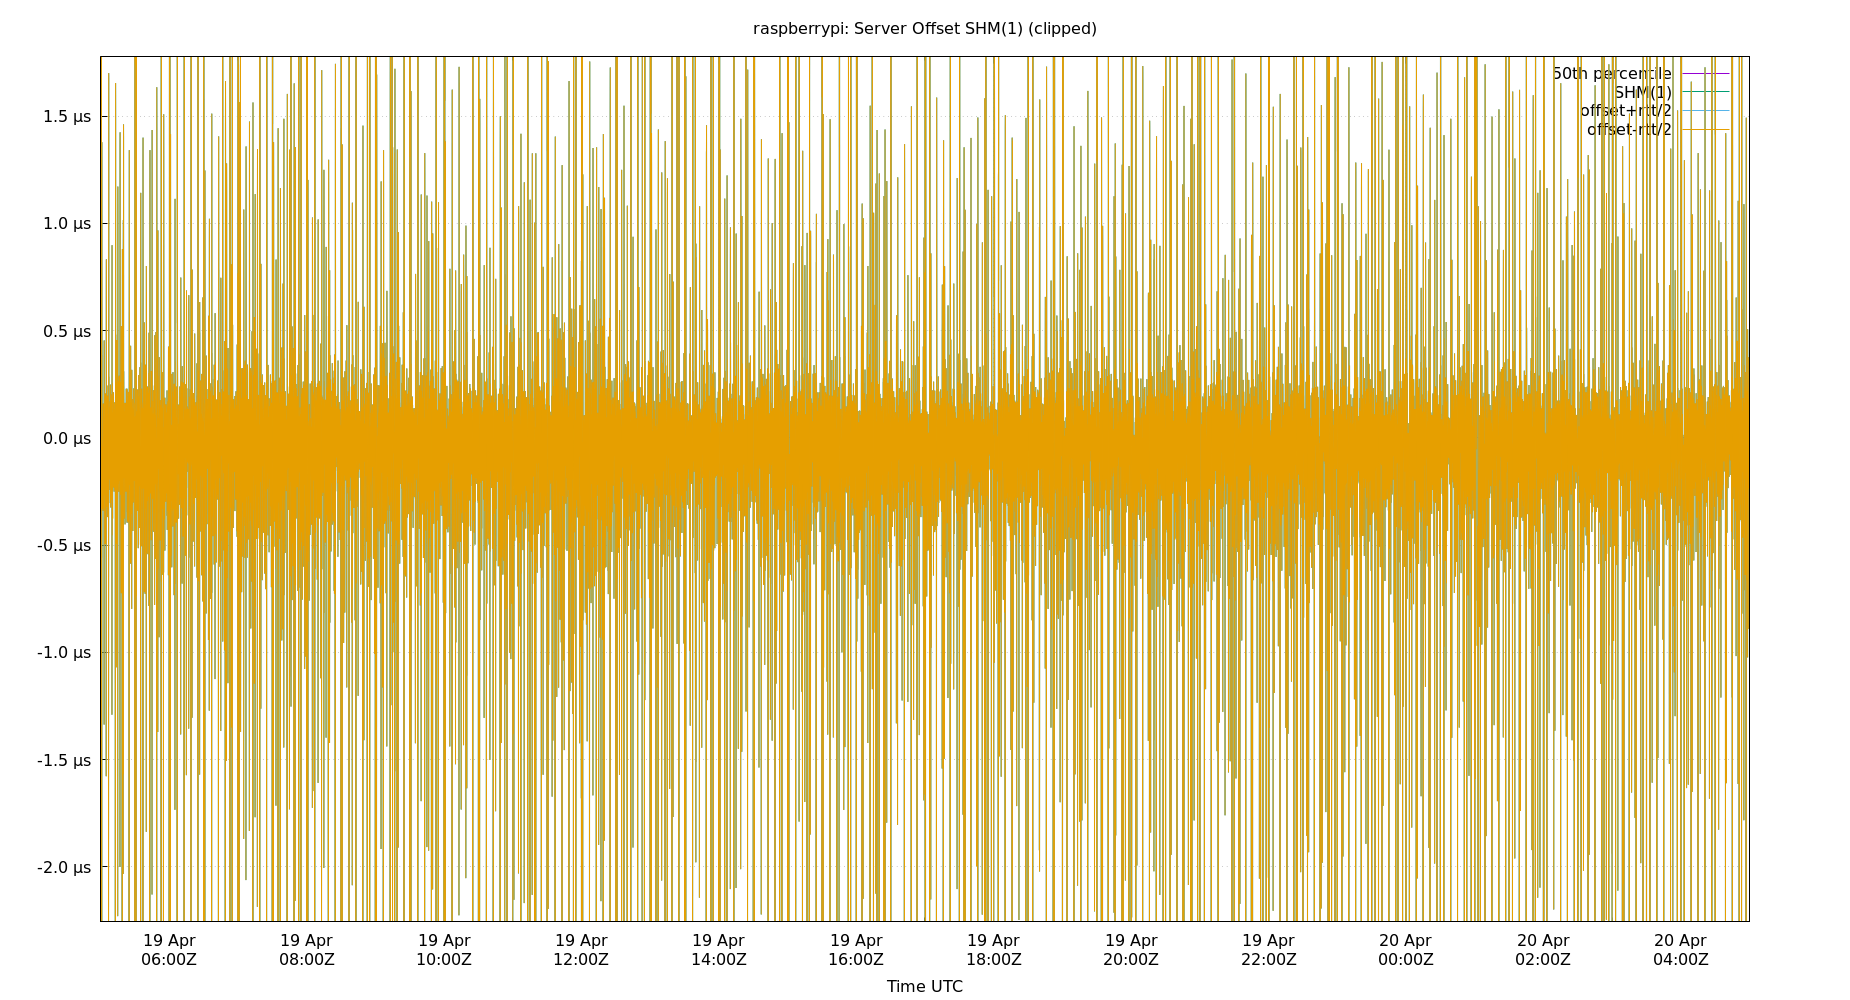 raspberrypi: Server Offset SHM(1) (clipped)
50th percentile
SHM(1)
offset+rtt/2
offset-rtt/2
1.5 µs
1.0 µs
0.5 µs
0.0 µs
-0.5 µs
-1.0 µs
-1.5 µs
-2.0 µs
19 Apr 19 Apr 19 Apr 19 Apr 19 Apr 19 Apr 19 Apr 19 Apr 19 Apr 20 Apr 20 Apr 20 Apr
06:00Z 08:00Z 10:00Z 12:00Z 14:00Z 16:00Z 18:00Z 20:00Z 22:00Z 00:00Z 02:00Z 04:00Z
Time UTC